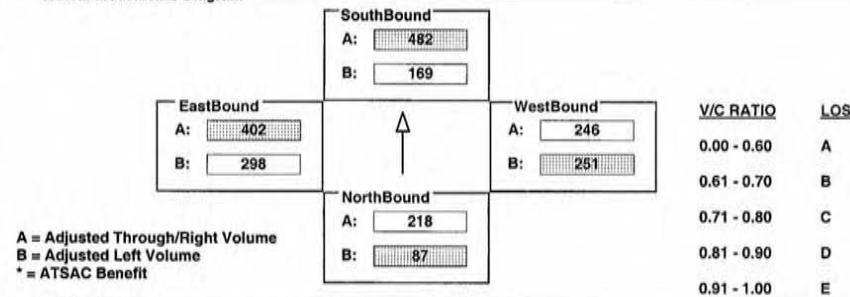 SouthBound
A: 482
B: 169
EastBound
A: 402
B: 298
WestBound
A: 246
B: 251
NorthBound
A: 218
B: 87
A = Adjusted Through/Right Volume
B = Adjusted Left Volume
* = ATSAC Benefit
V/C RATIO LOS
0.00 - 0.60 A
0.61 - 0.70 B
0.71 - 0.80 C
0.81 - 0.90 D
0.91 - 1.00 E